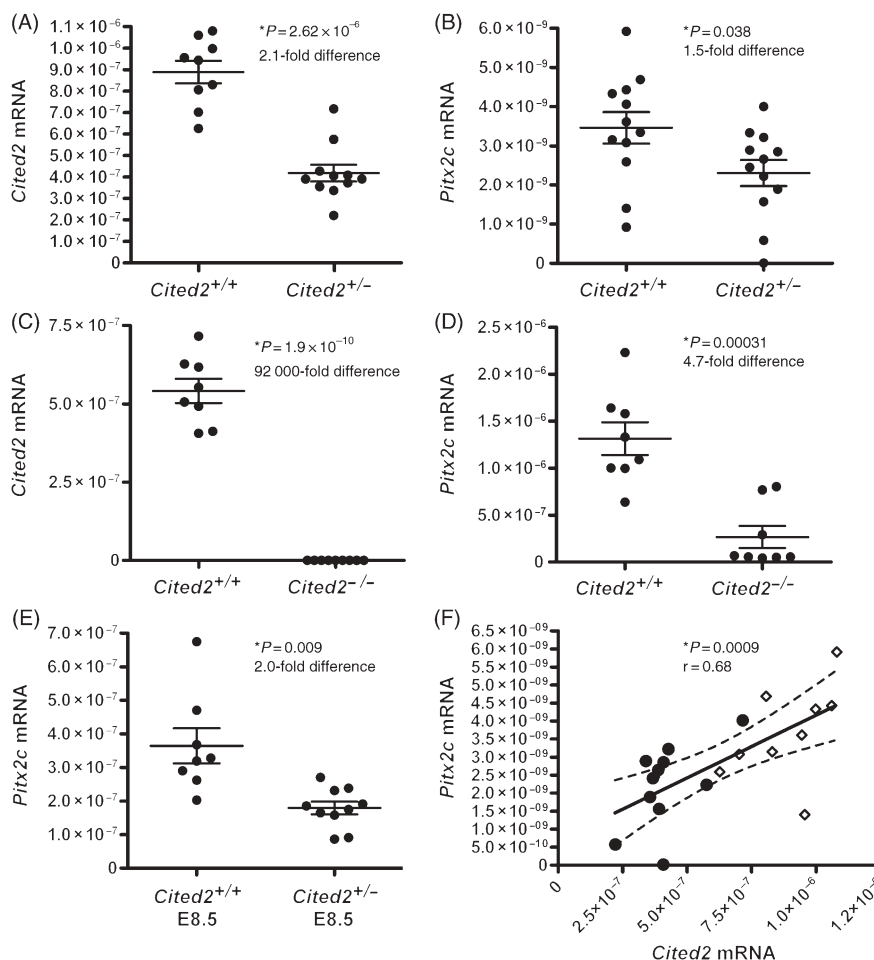 (A)
Cited2 mRNA
1.1 × 10⁻⁶
1.0 × 10⁻⁶
9.0 × 10⁻⁷
8.0 × 10⁻⁷
7.0 × 10⁻⁷
6.0 × 10⁻⁷
5.0 × 10⁻⁷
4.0 × 10⁻⁷
3.0 × 10⁻⁷
2.0 × 10⁻⁷
1.0 × 10⁻⁷
0
*P = 2.62 × 10⁻⁶
2.1-fold difference
Cited2⁺/⁺ Cited2⁺/⁻
(B)
Pitx2c mRNA
6.0 × 10⁻⁹
5.0 × 10⁻⁹
4.0 × 10⁻⁹
3.0 × 10⁻⁹
2.0 × 10⁻⁹
1.0 × 10⁻⁹
0
*P = 0.038
1.5-fold difference
Cited2⁺/⁺ Cited2⁺/⁻
(C)
Cited2 mRNA
7.5 × 10⁻⁷
5.0 × 10⁻⁷
2.5 × 10⁻⁷
0
*P = 1.9 × 10⁻¹⁰
92 000-fold difference
Cited2⁺/⁺ Cited2⁻/⁻
(D)
Pitx2c mRNA
2.5 × 10⁻⁶
2.0 × 10⁻⁶
1.5 × 10⁻⁶
1.0 × 10⁻⁶
5.0 × 10⁻⁷
0
*P = 0.00031
4.7-fold difference
Cited2⁺/⁺ Cited2⁻/⁻
(E)
Pitx2c mRNA
7.0 × 10⁻⁷
6.0 × 10⁻⁷
5.0 × 10⁻⁷
4.0 × 10⁻⁷
3.0 × 10⁻⁷
2.0 × 10⁻⁷
1.0 × 10⁻⁷
0
*P = 0.009
2.0-fold difference
Cited2⁺/⁺ Cited2⁺/⁻
E8.5 E8.5
(F)
Pitx2c mRNA
6.5 × 10⁻⁰⁹
6.0 × 10⁻⁰⁹
5.5 × 10⁻⁰⁹
5.0 × 10⁻⁰⁹
4.5 × 10⁻⁰⁹
4.0 × 10⁻⁰⁹
3.5 × 10⁻⁰⁹
3.0 × 10⁻⁰⁹
2.5 × 10⁻⁰⁹
2.0 × 10⁻⁰⁹
1.5 × 10⁻⁰⁹
1.0 × 10⁻⁰⁹
5.0 × 10⁻¹⁰
0
*P = 0.0009
r = 0.68
0 2.5×10⁻⁷ 5.0×10⁻⁷ 7.5×10⁻⁷ 1.0×10⁻⁶
Cited2 mRNA